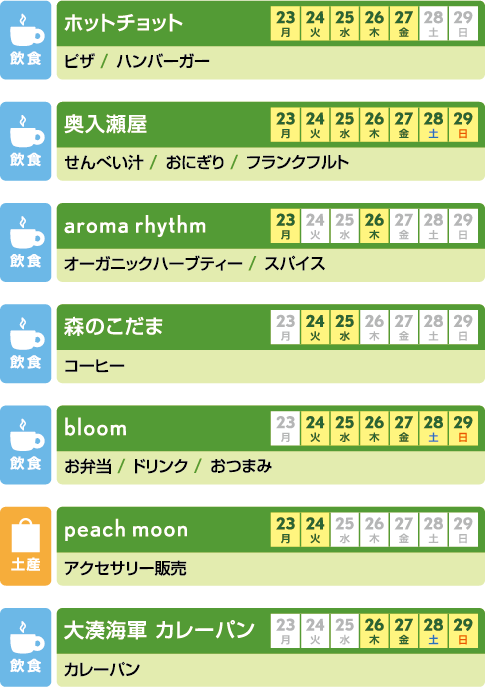 飲食
ホットチョット
23 24 25 26 27 28 29
月 火 水 木 金 土 日
ピザ / ハンバーガー
飲食
奥入瀬屋
23 24 25 26 27 28 29
月 火 水 木 金 土 日
せんべい汁 / おにぎり / フランクフルト
飲食
aroma rhythm
23 24 25 26 27 28 29
月 火 水 木 金 土 日
オーガニックハーブティー / スパイス
飲食
森のこだま
23 24 25 26 27 28 29
月 火 水 木 金 土 日
コーヒー
飲食
bloom
23 24 25 26 27 28 29
月 火 水 木 金 土 日
お弁当 / ドリンク / おつまみ
土産
peach moon
23 24 25 26 27 28 29
月 火 水 木 金 土 日
アクセサリー販売
飲食
大湊海軍 カレーパン
23 24 25 26 27 28 29
月 火 水 木 金 土 日
カレーパン